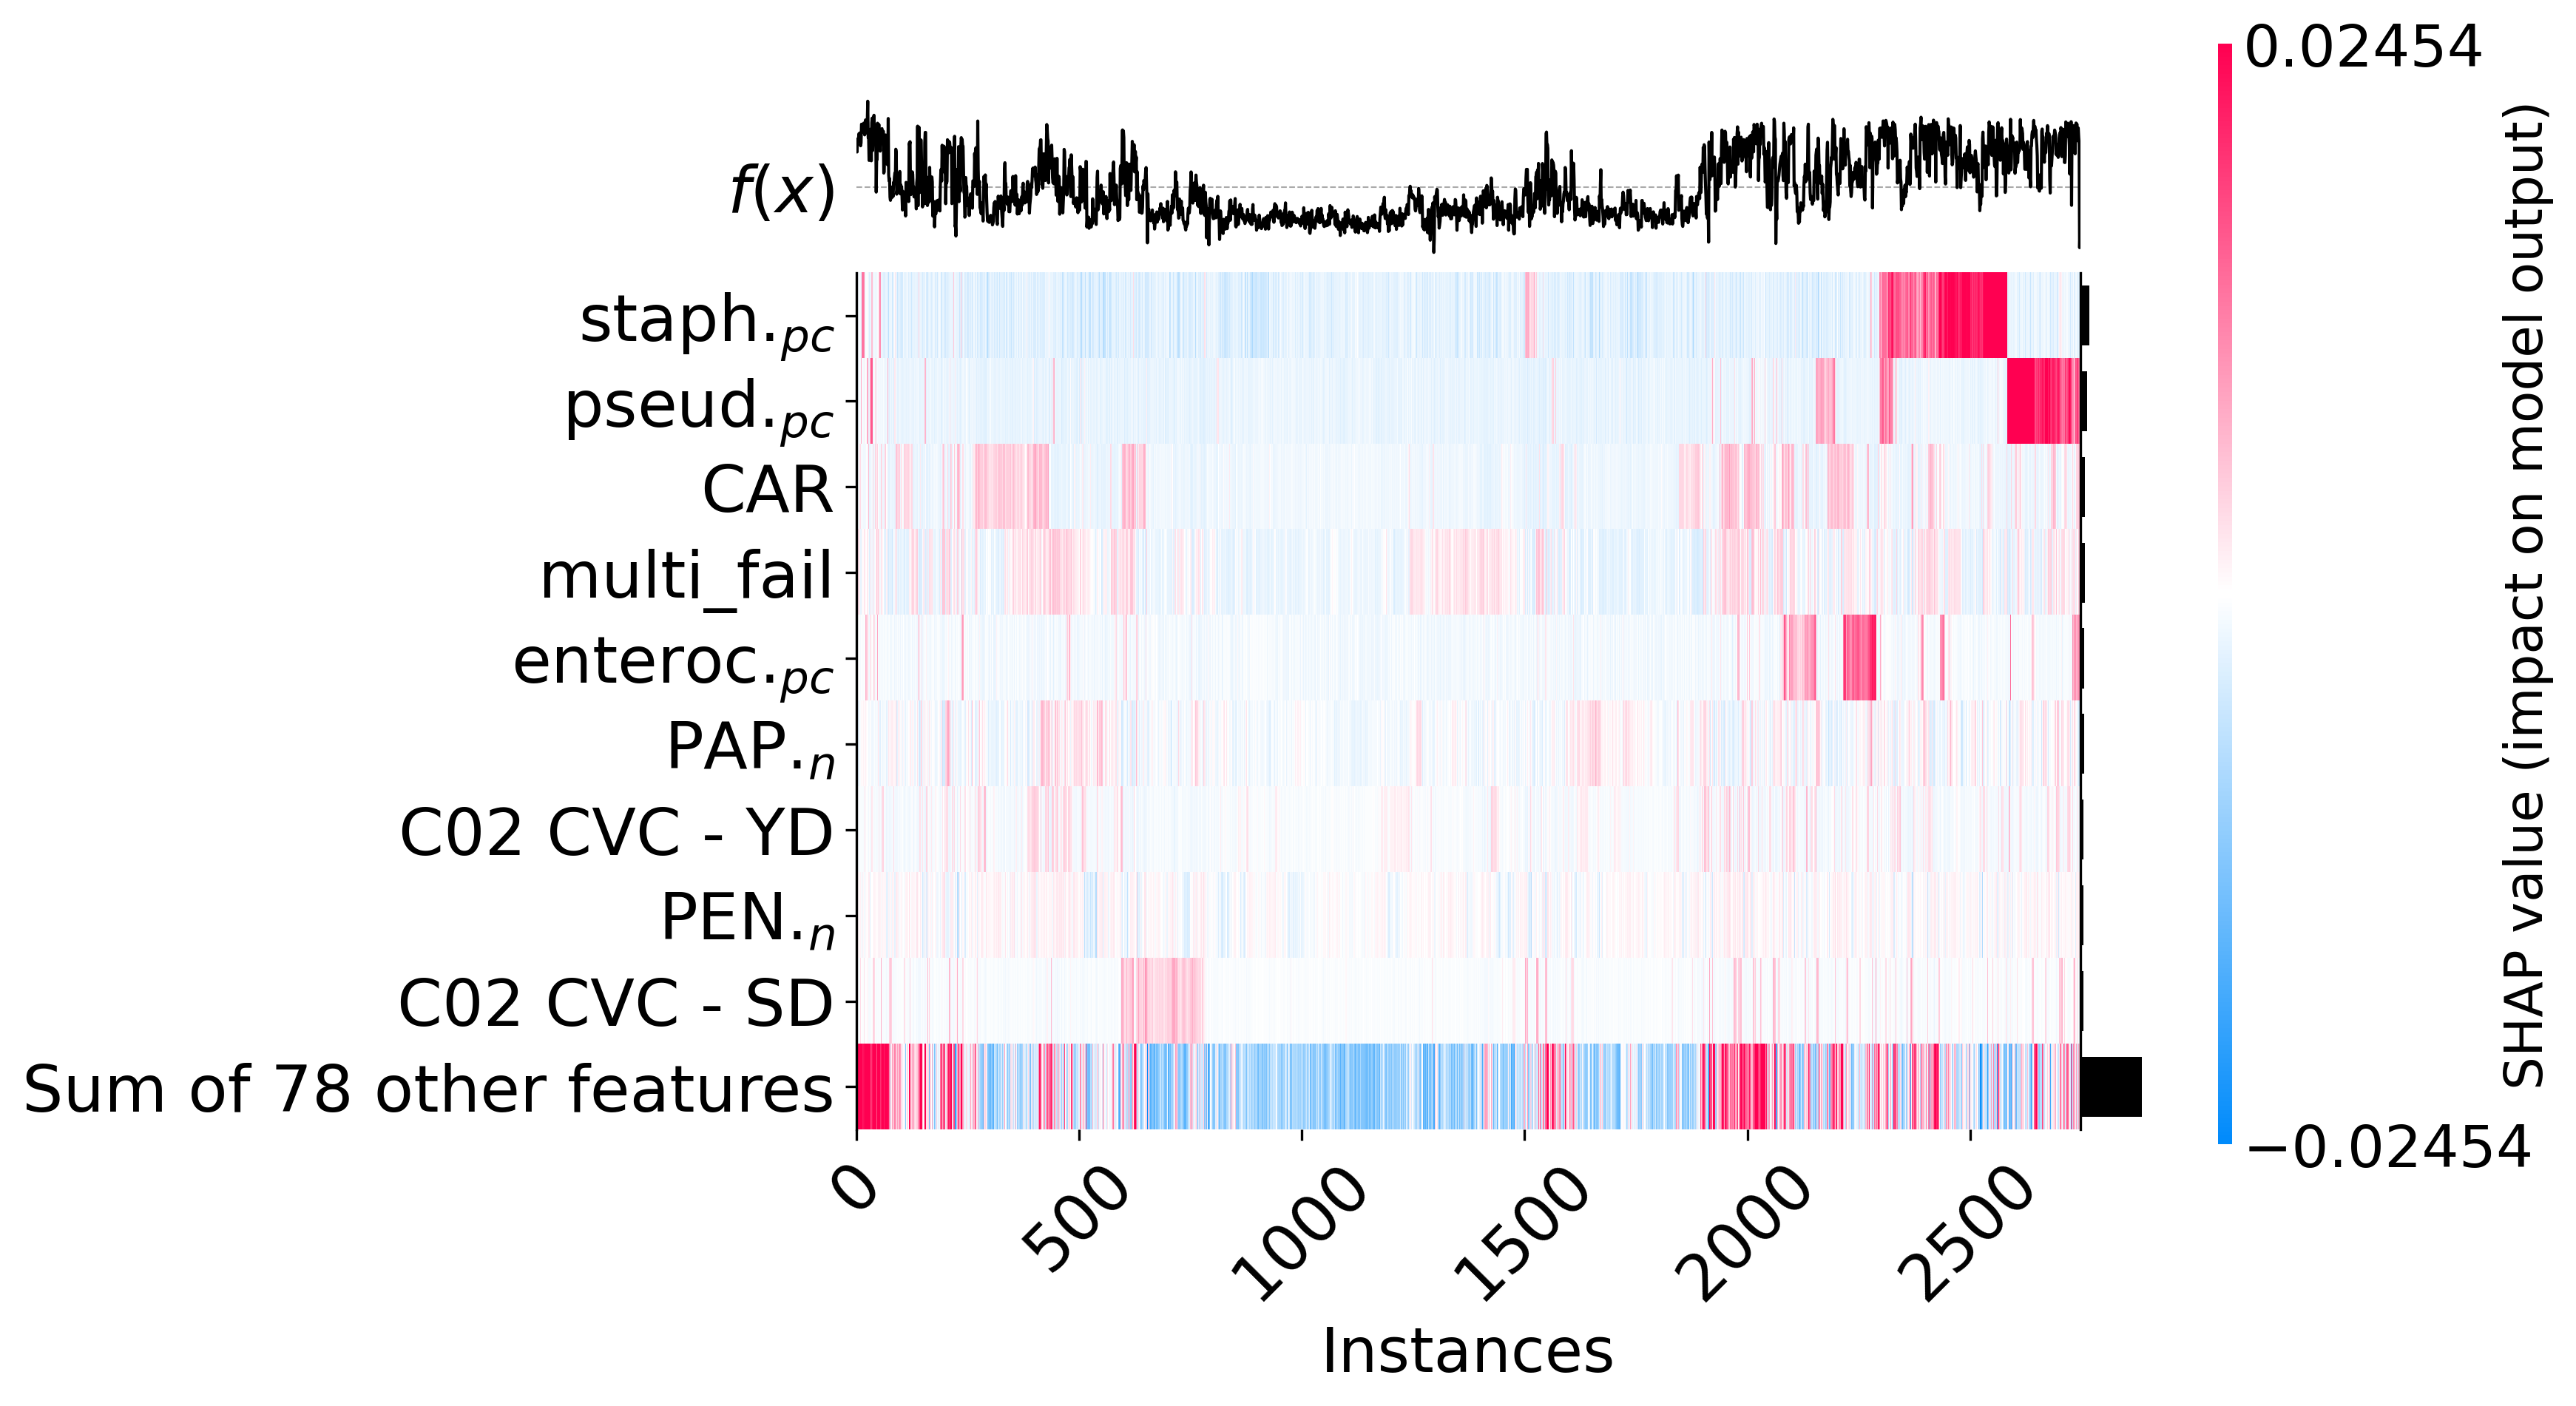 0.02454
f(x)
staph.pc
pseud.pc
CAR
multi_fail
enteroc.pc
PAP.n
C02 CVC - YD
PEN.n
C02 CVC - SD
Sum of 78 other features
−0.02454
0 500 1000 1500 2000 2500
Instances
SHAP value (impact on model output)